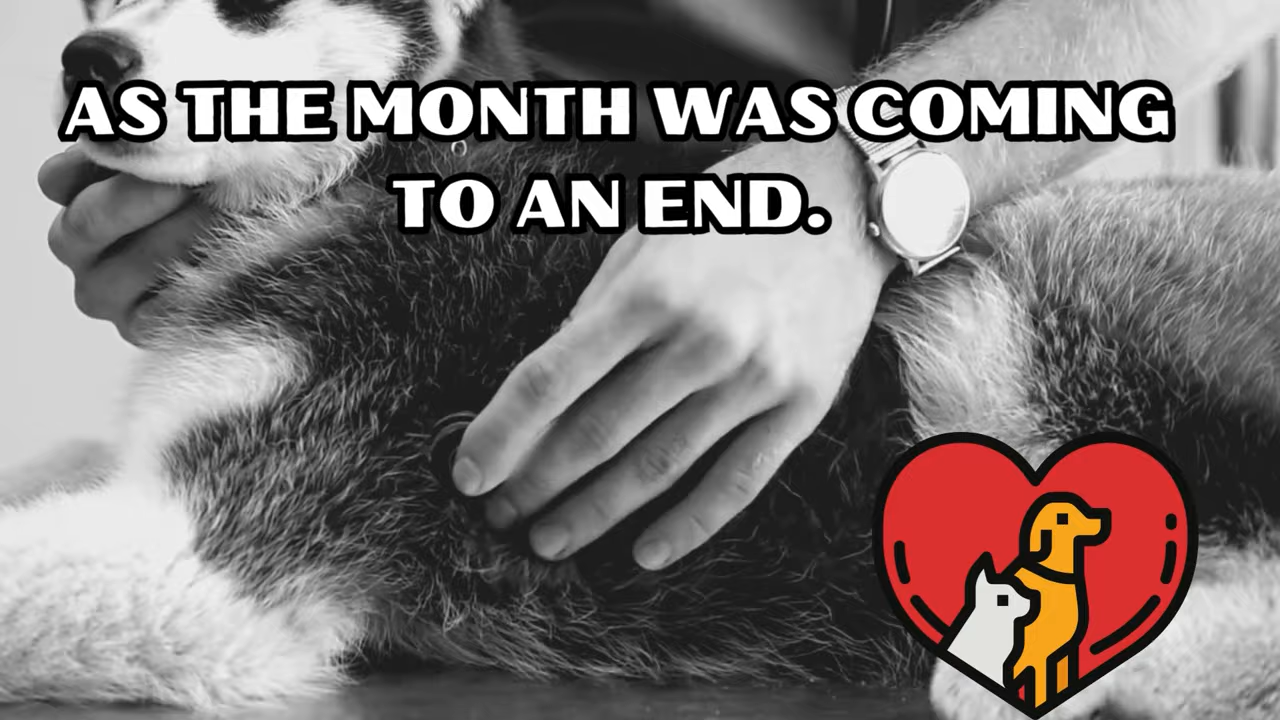 AS THE MONTH WAS COMING
TO AN END.